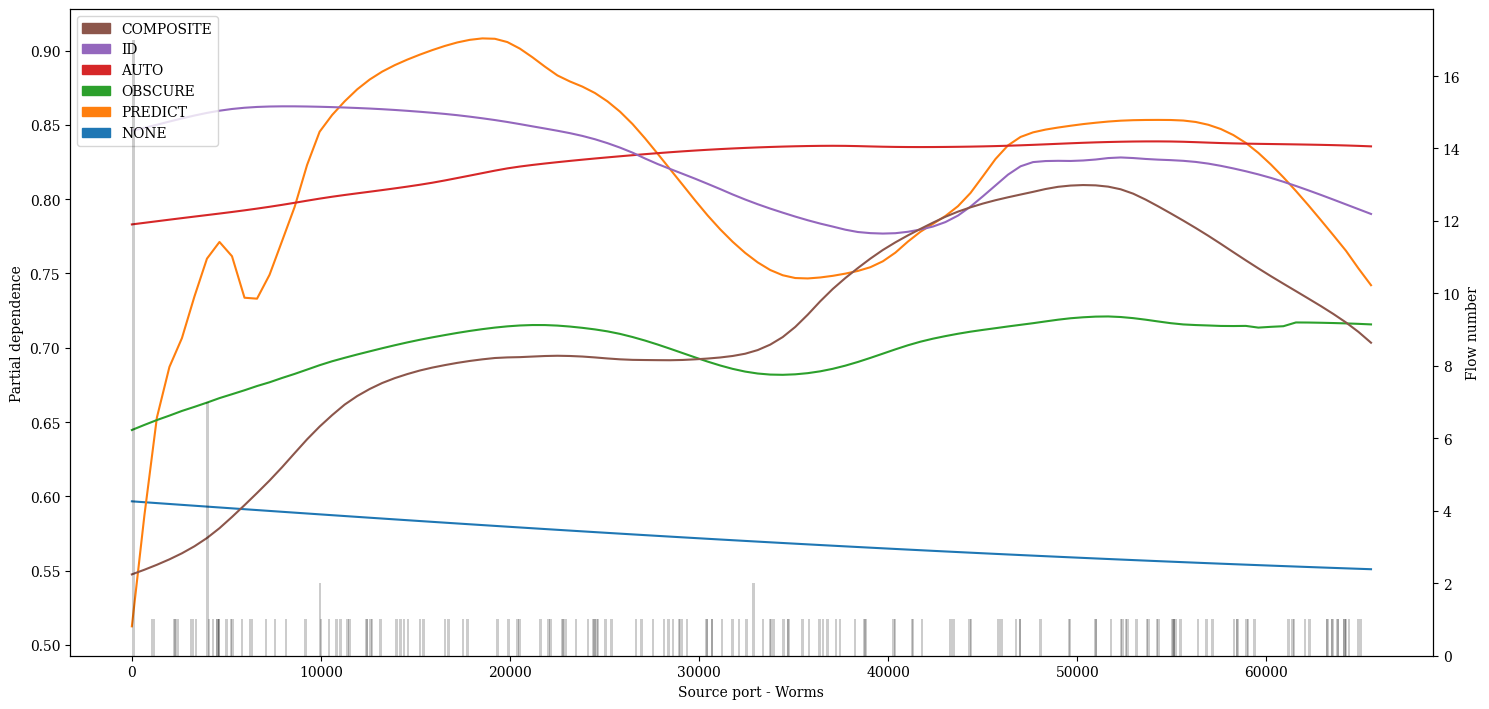 COMPOSITE
ID
AUTO
OBSCURE
PREDICT
NONE
Partial dependence
0.90
0.85
0.80
0.75
0.70
0.65
0.60
0.55
0.50
0
10000
20000
30000
40000
50000
60000
Source port - Worms
16
14
12
10
8
6
4
2
0
Flow number